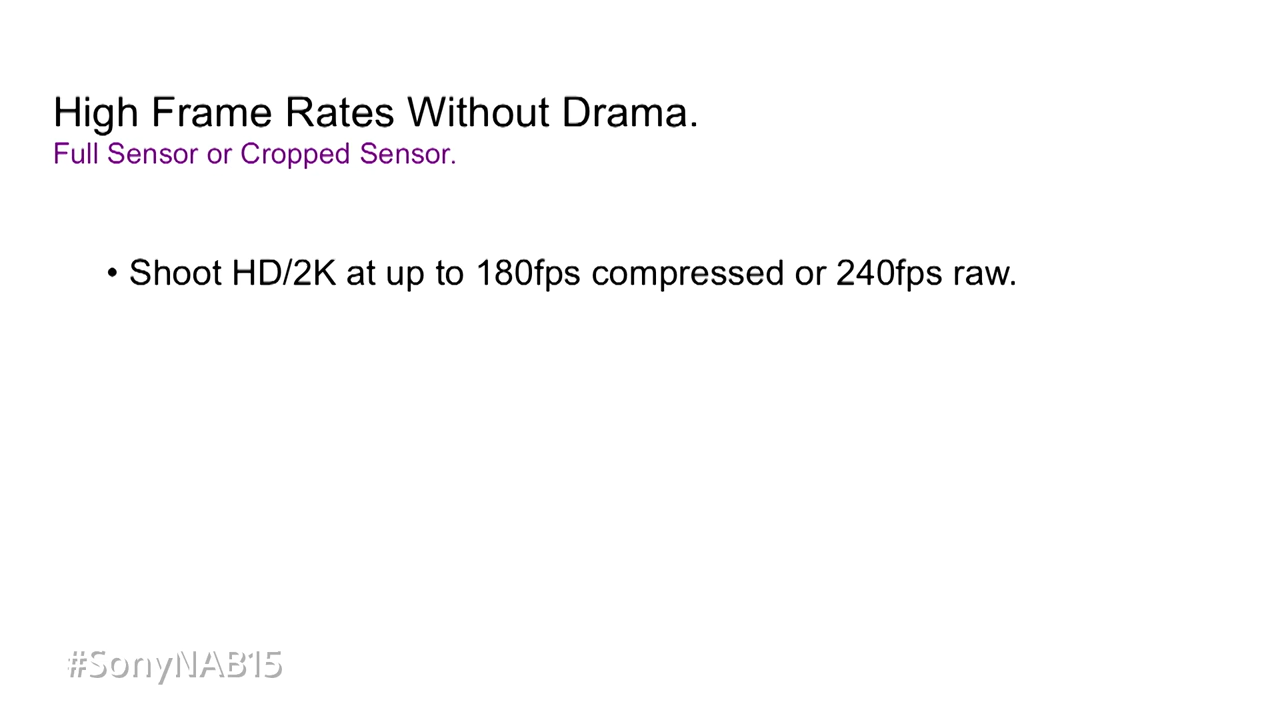 High Frame Rates Without Drama.
Full Sensor or Cropped Sensor.
• Shoot HD/2K at up to 180fps compressed or 240fps raw.
#SonyNAB15